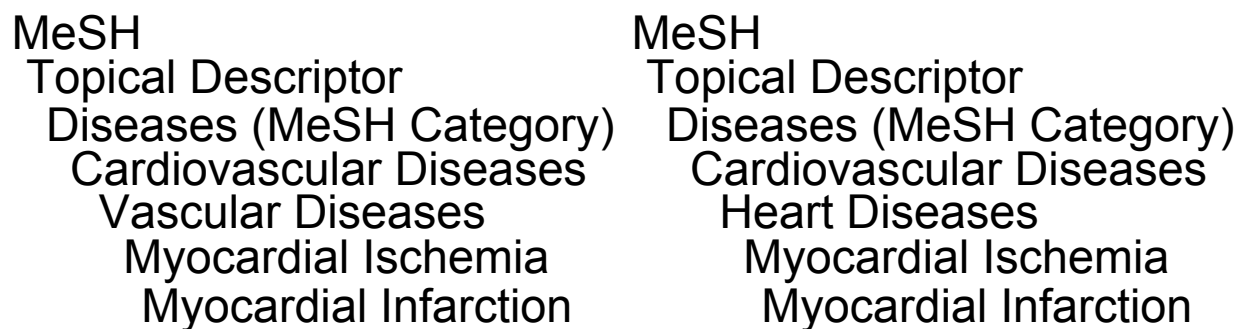 MeSH
Topical Descriptor
Diseases (MeSH Category)
Cardiovascular Diseases
Vascular Diseases
Myocardial Ischemia
Myocardial Infarction
MeSH
Topical Descriptor
Diseases (MeSH Category)
Cardiovascular Diseases
Heart Diseases
Myocardial Ischemia
Myocardial Infarction